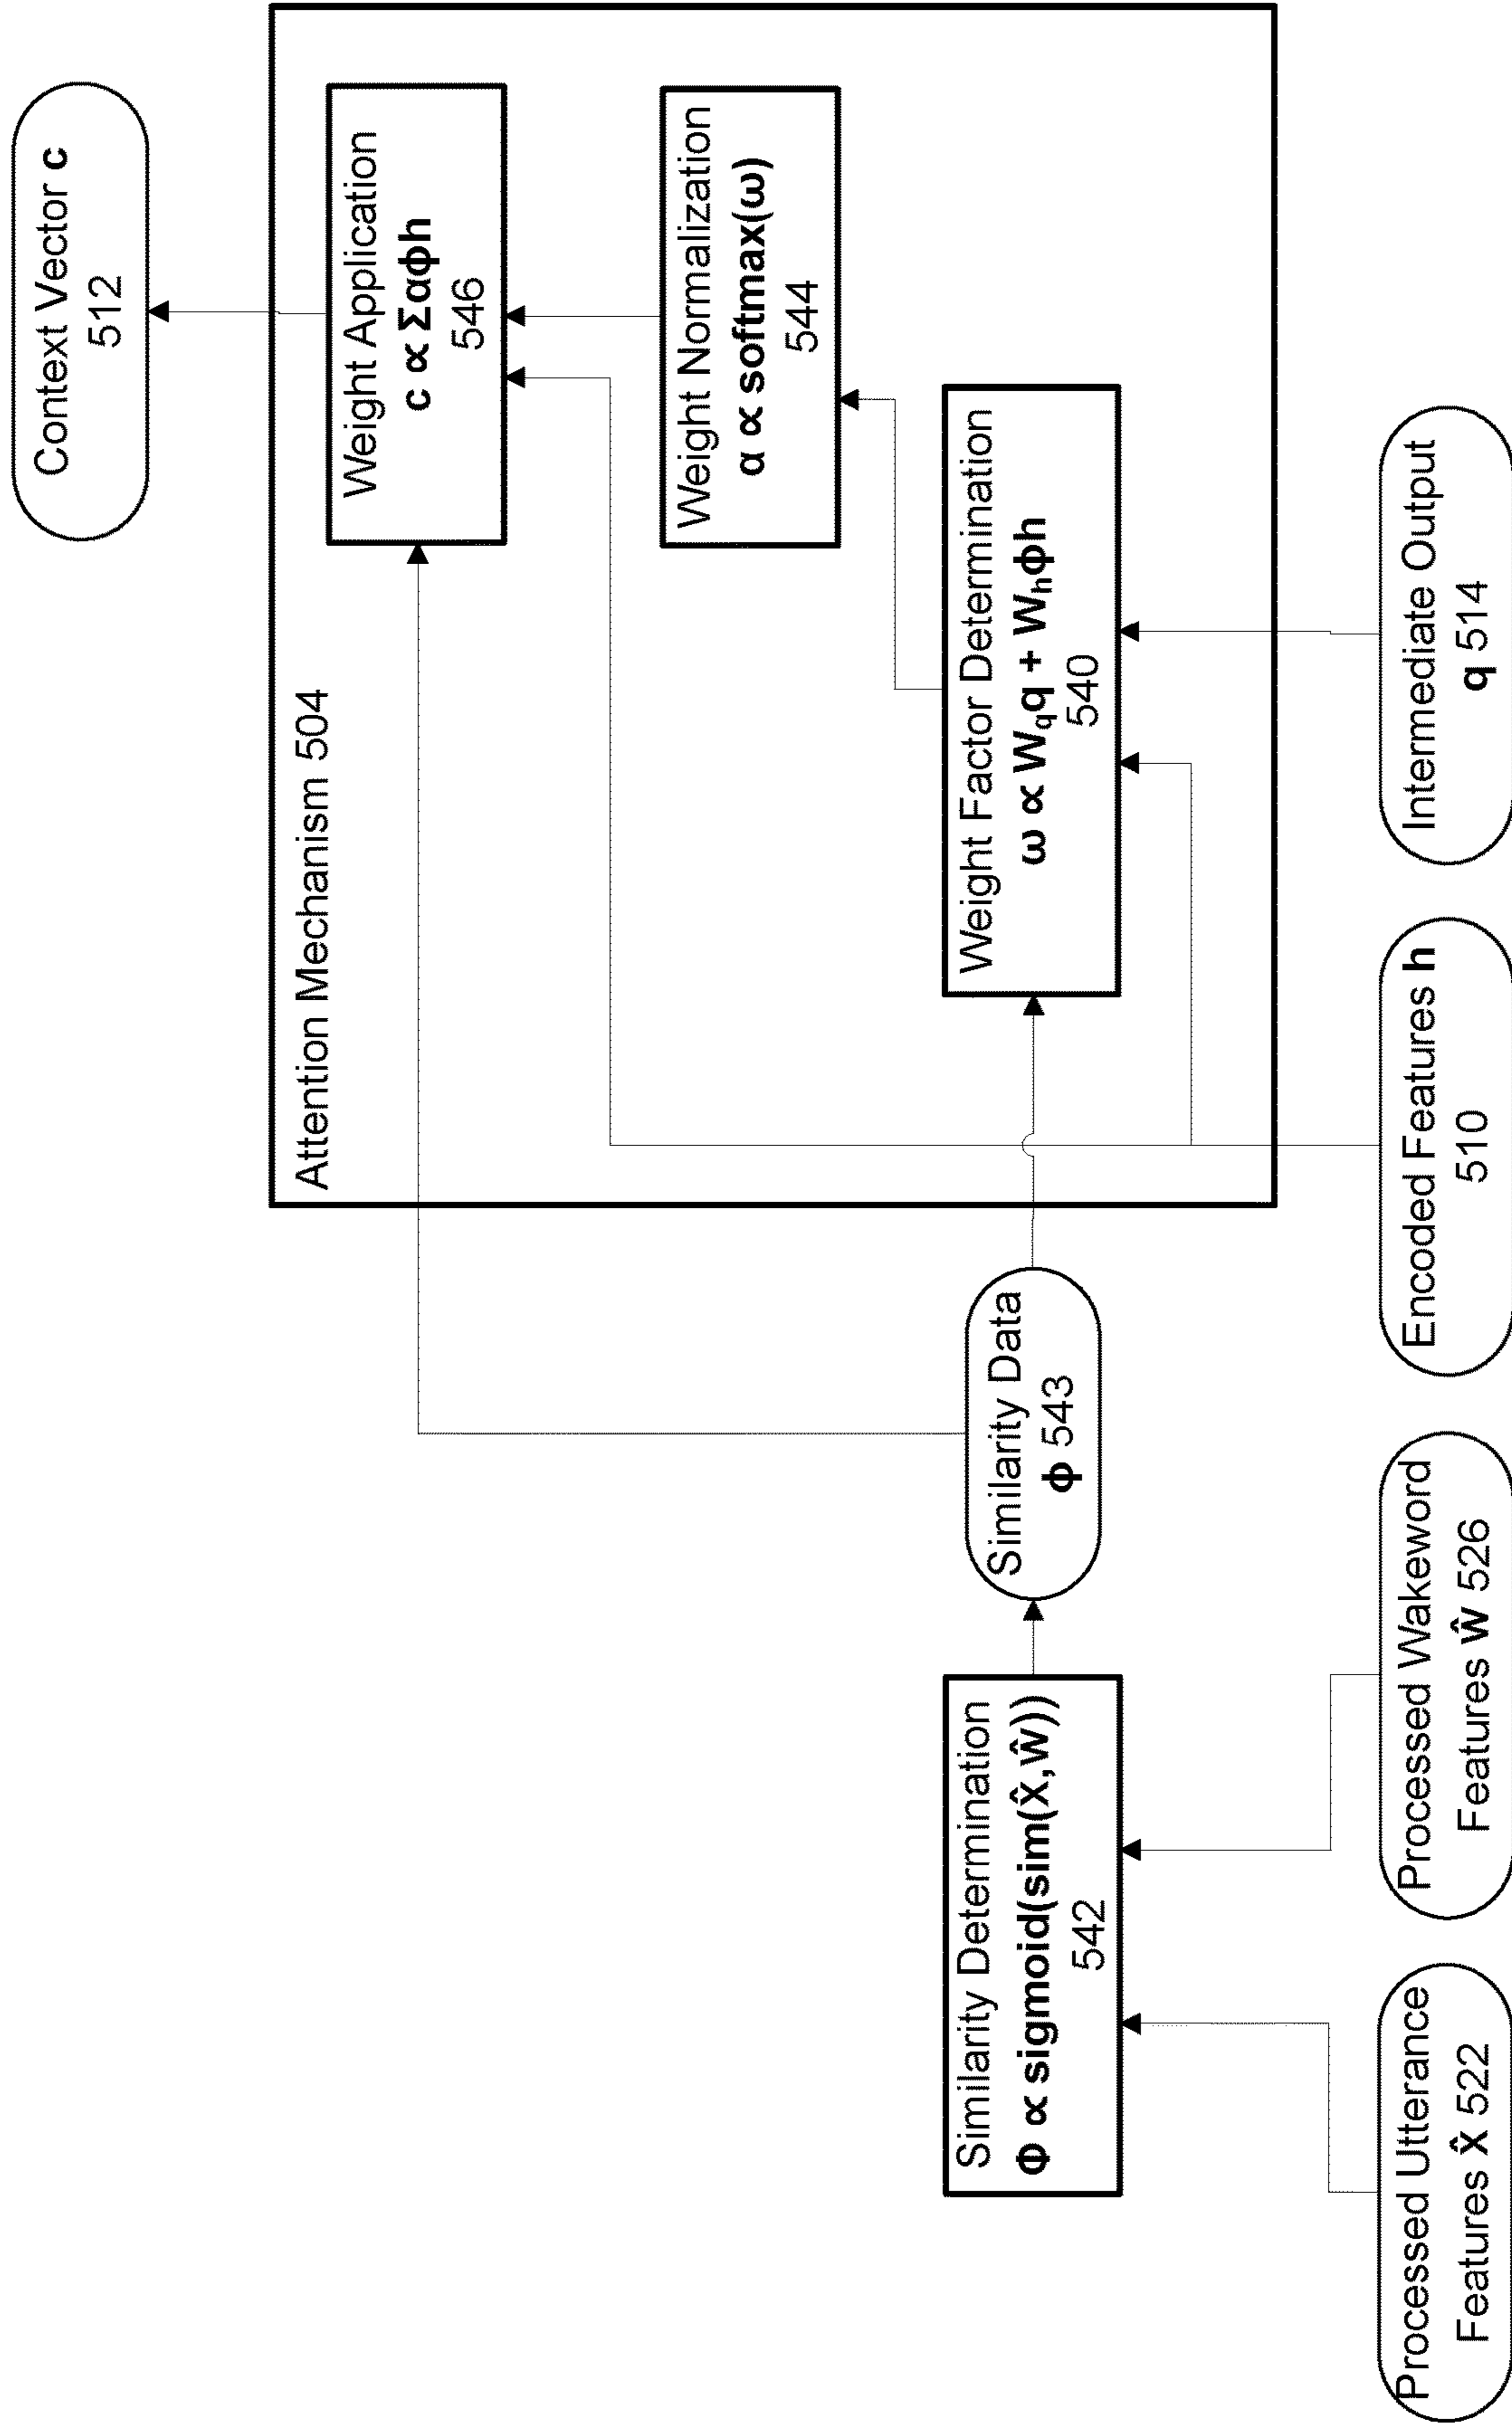 Context Vector c
512
Attention Mechanism 504
Weight Application
c ∝ Σαϕh
546
Weight Normalization
α ∝ softmax(ω)
544
Weight Factor Determination
ω ∝ Wqq + Whϕh
540
Similarity Determination
Φ ∝ sigmoid(sim(X̂,ŵ))
542
Similarity Data
ϕ 543
Processed Utterance
Features X̂ 522
Processed Wakeword
Features ŵ 526
Encoded Features h
510
Intermediate Output
q 514